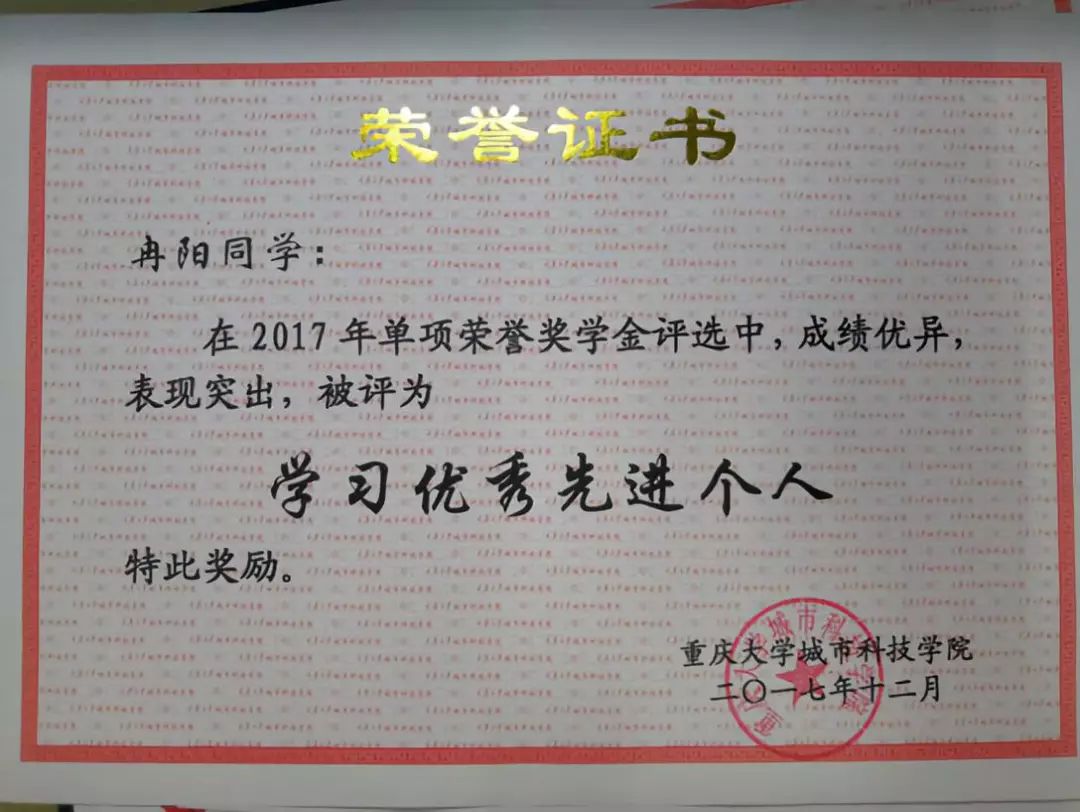 荣誉证书
冉阳同学：
在2017年单项荣誉奖学金评选中，成绩优异，
表现突出，被评为
学习优秀先进个人
特此奖励。
重庆大学城市科技学院
二〇一七年十二月